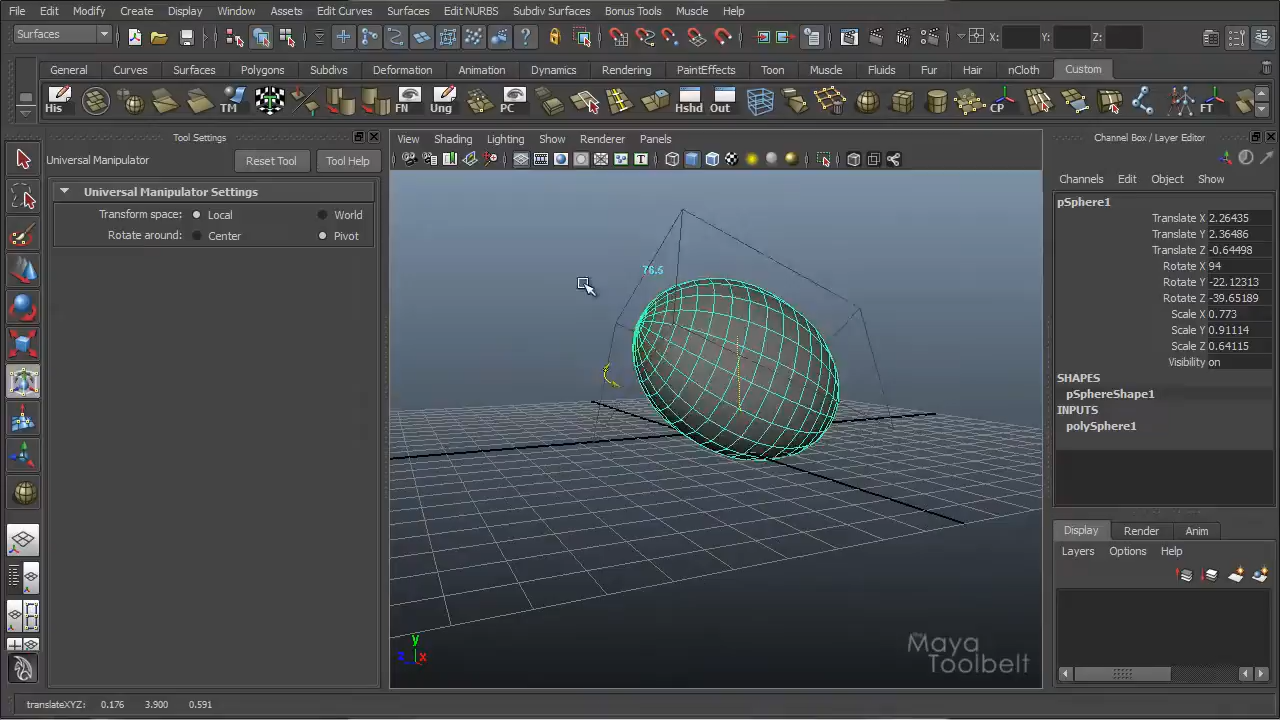 File Edit Modify Create Display Window Assets Edit Curves Surfaces Edit NURBS Subdiv Surfaces Bonus Tools Muscle Help
Surfaces X: Y: Z:
General Curves Surfaces Polygons Subdivs Deformation Animation Dynamics Rendering PaintEffects Toon Muscle Fluids Fur Hair nCloth Custom
His TM FN Ung PC Hshd Out CP FT
Tool Settings
Universal Manipulator Reset Tool Tool Help
Universal Manipulator Settings
Transform space: Local World
Rotate around: Center Pivot
View Shading Lighting Show Renderer Panels
76.5
y
z x
Maya
Toolbelt
Channel Box / Layer Editor
Channels Edit Object Show
pSphere1
Translate X 2.26435
Translate Y 2.36486
Translate Z -0.64498
Rotate X 94
Rotate Y -22.12313
Rotate Z -39.65189
Scale X 0.773
Scale Y 0.91114
Scale Z 0.64115
Visibility on
SHAPES
pSphereShape1
INPUTS
polySphere1
Display Render Anim
Layers Options Help
translateXYZ: 0.176 3.900 0.591